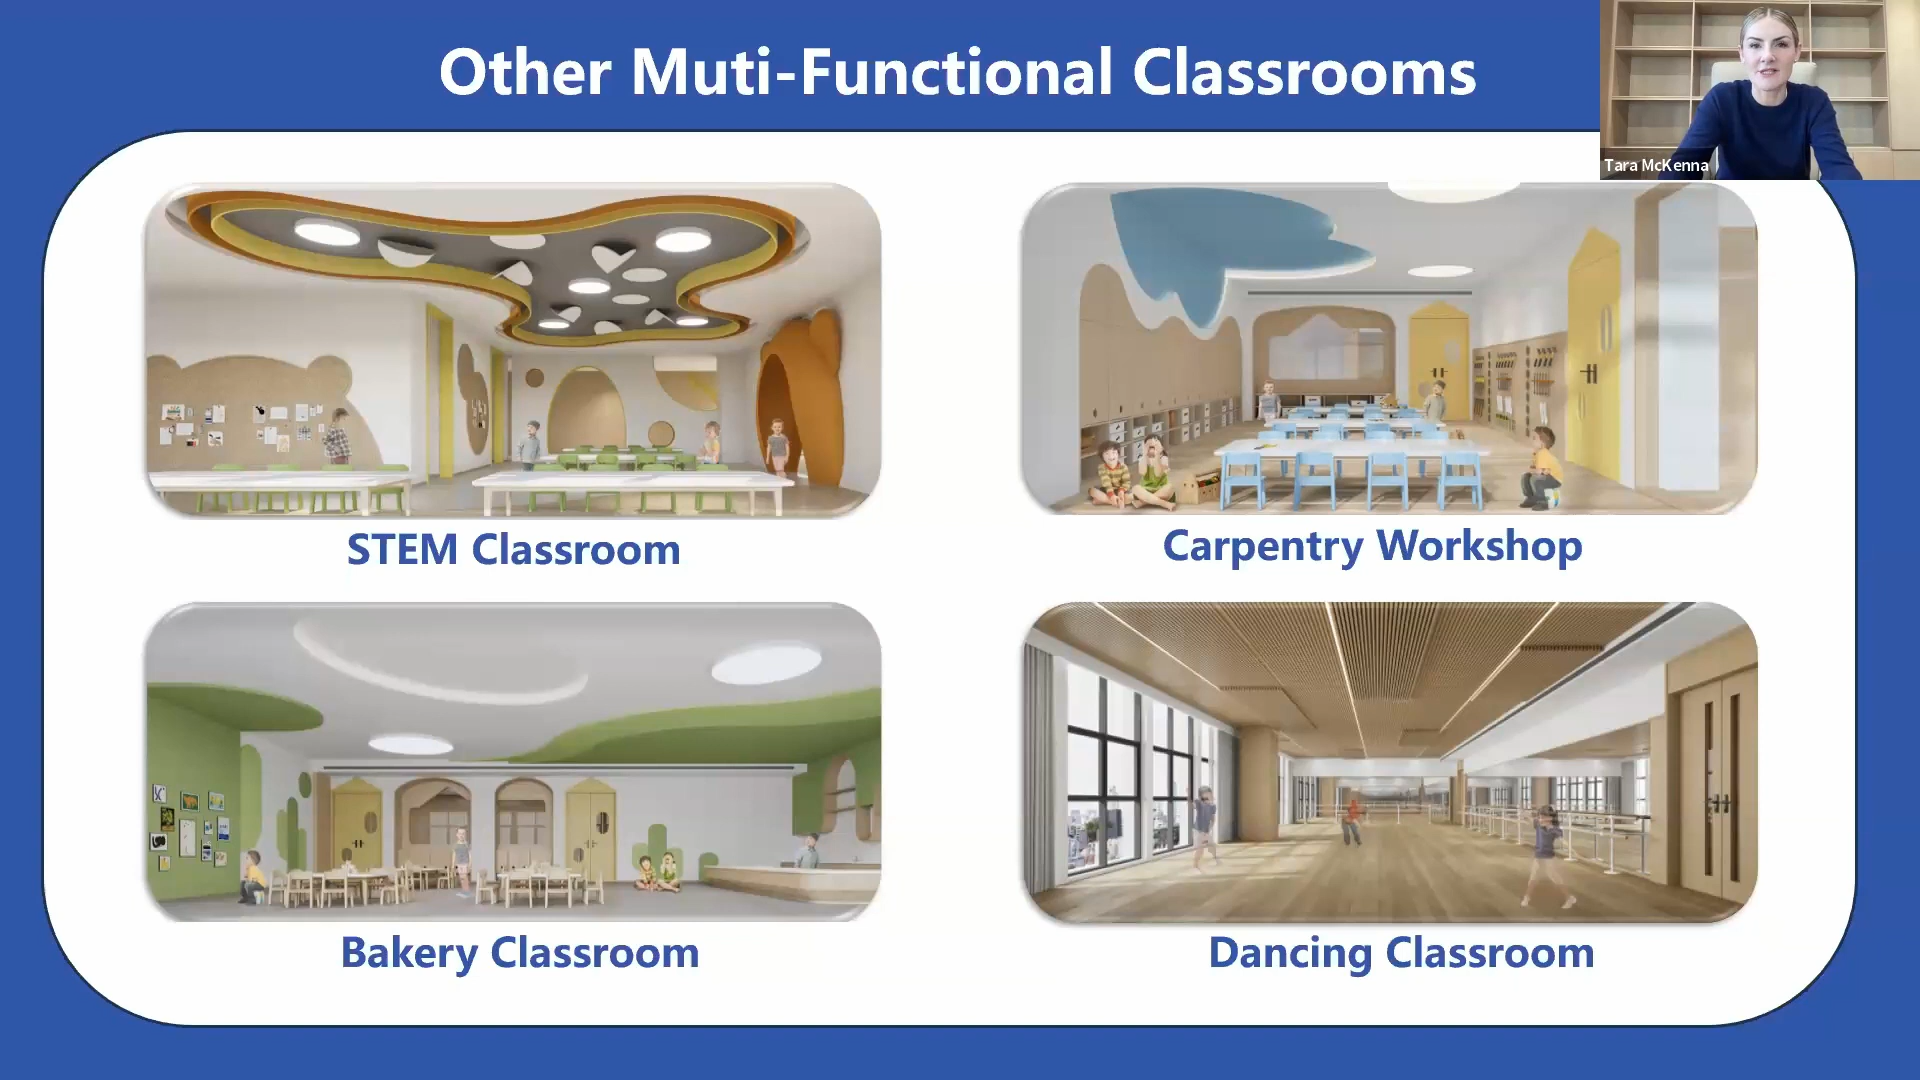 Other Muti-Functional Classrooms
Tara McKenna
STEM Classroom
Carpentry Workshop
Bakery Classroom
Dancing Classroom